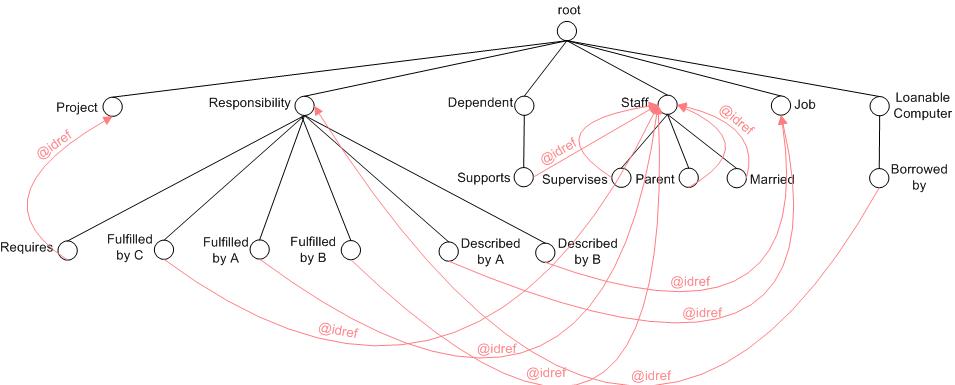 root
Project
Responsibility
Dependent
Staff
Job
Loanable
Computer
@idref
@idref
@idref
Supports
Supervises
Parent
Married
Borrowed
by
Requires
Fulfilled
by C
Fulfilled
by A
Fulfilled
by B
Described
by A
Described
by B
@idref
@idref
@idref
@idref
@idref
@idref